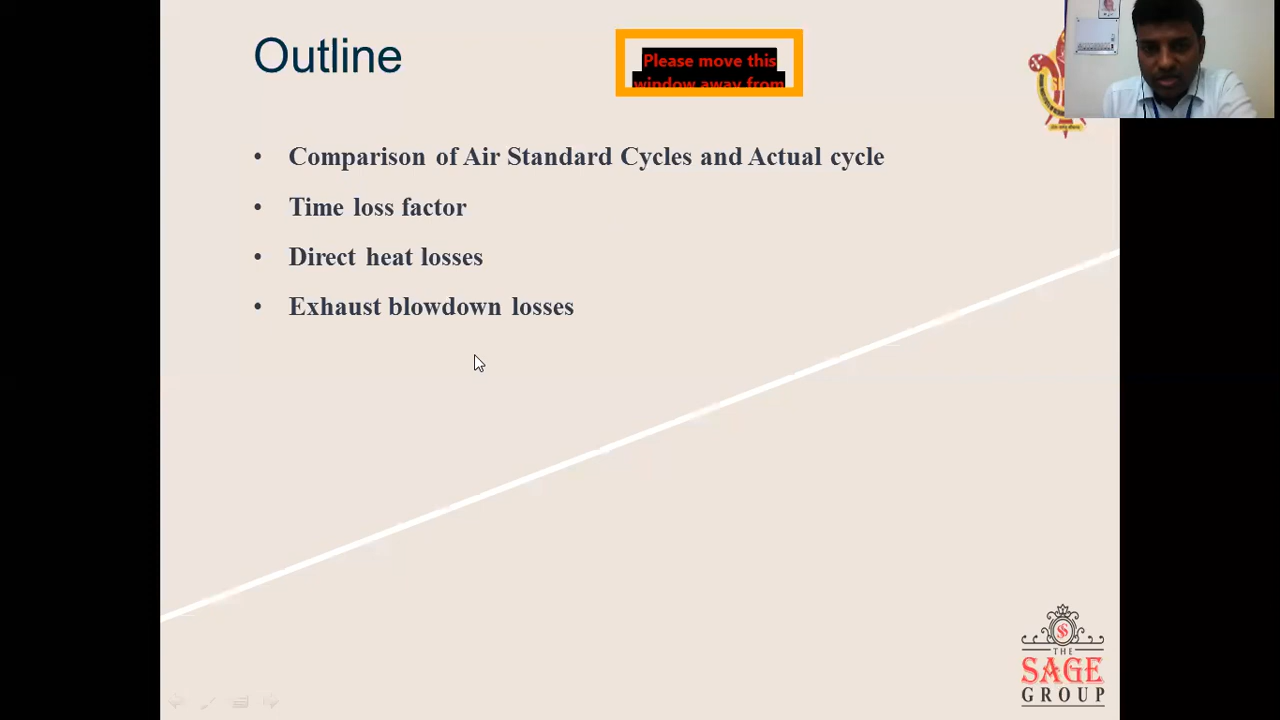 Outline
Please move this
window away from
• Comparison of Air Standard Cycles and Actual cycle
• Time loss factor
• Direct heat losses
• Exhaust blowdown losses
THE
SAGE
GROUP